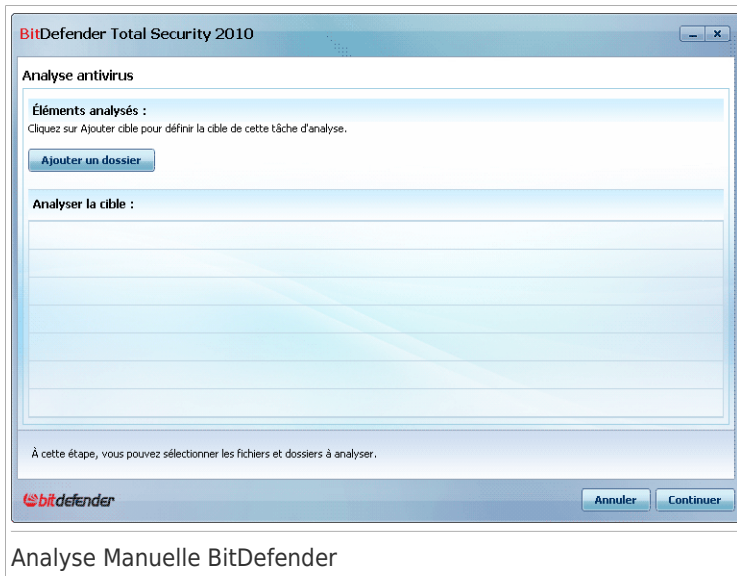 BitDefender Total Security 2010
Analyse antivirus
Éléments analysés :
Cliquez sur Ajouter cible pour définir la cible de cette tâche d'analyse.
Ajouter un dossier
Analyser la cible :
À cette étape, vous pouvez sélectionner les fichiers et dossiers à analyser.
bitdefender
Annuler Continuer
Analyse Manuelle BitDefender